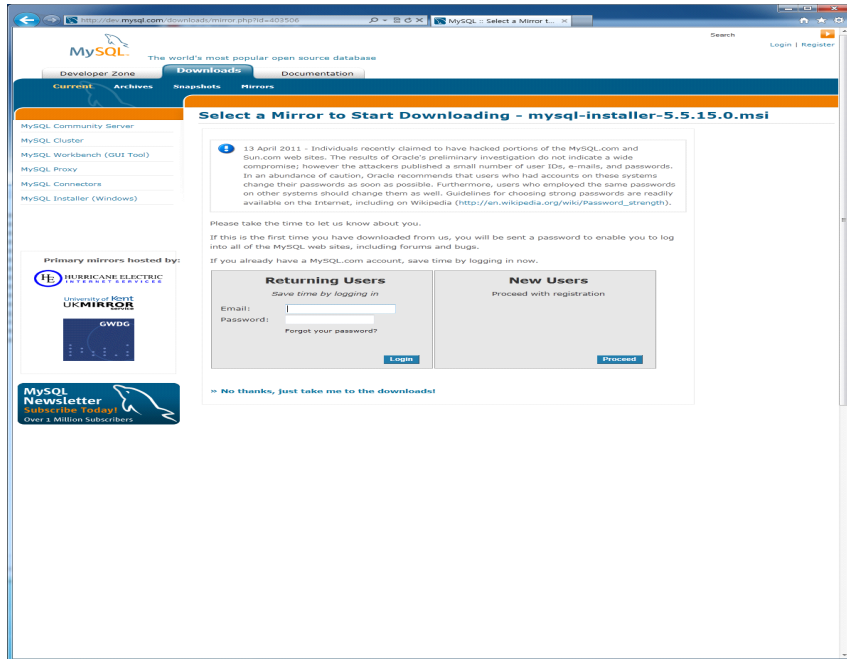 http://dev.mysql.com/downloads/mirror.php?id=403506
MySQL :: Select a Mirror t...
Search
Login | Register
MySQL.
The world's most popular open source database
Developer Zone
Downloads
Documentation
Current
Archives
Snapshots
Mirrors
MySQL Community Server
MySQL Cluster
MySQL Workbench (GUI Tool)
MySQL Proxy
MySQL Connectors
MySQL Installer (Windows)
Primary mirrors hosted by:
HE HURRICANE ELECTRIC
INTERNET SERVICES
University of Kent
UKMIRROR
service
GWDG
MySQL
Newsletter
Subscribe Today!
Over 1 Million Subscribers
Select a Mirror to Start Downloading - mysql-installer-5.5.15.0.msi
13 April 2011 - Individuals recently claimed to have hacked portions of the MySQL.com and
Sun.com web sites. The results of Oracle's preliminary investigation do not indicate a wide
compromise; however the attackers published a small number of user IDs, e-mails, and passwords.
In an abundance of caution, Oracle recommends that users who had accounts on these systems
change their passwords as soon as possible. Furthermore, users who employed the same passwords
on other systems should change them as well. Guidelines for choosing strong passwords are readily
available on the Internet, including on Wikipedia (http://en.wikipedia.org/wiki/Password_strength).
Please take the time to let us know about you.
If this is the first time you have downloaded from us, you will be sent a password to enable you to log
into all of the MySQL web sites, including forums and bugs.
If you already have a MySQL.com account, save time by logging in now.
Returning Users
Save time by logging in
Email:
Password:
Forgot your password?
Login
New Users
Proceed with registration
Proceed
» No thanks, just take me to the downloads!